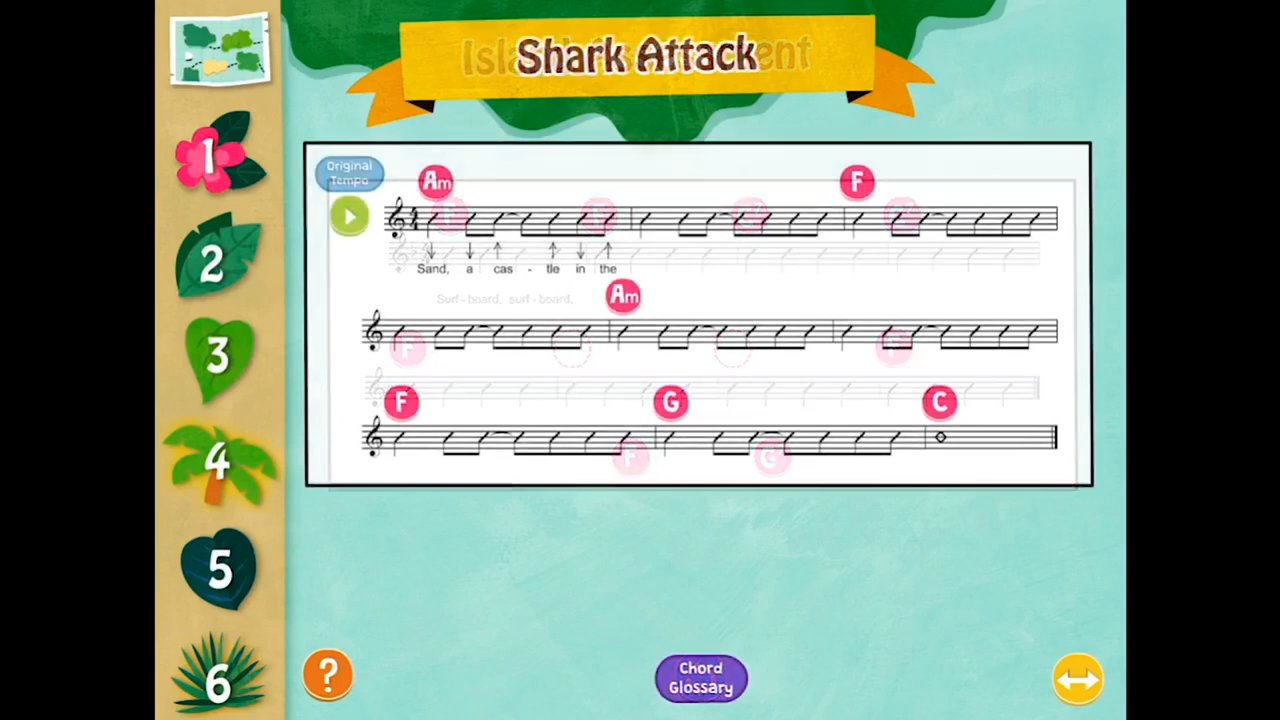 Shark Attack
1
2
3
4
5
6
Original
Tempo
Am
F
Sand, a cas - tle in the
Surf - board, surf - board,
Am
F
G
C
?
Chord
Glossary